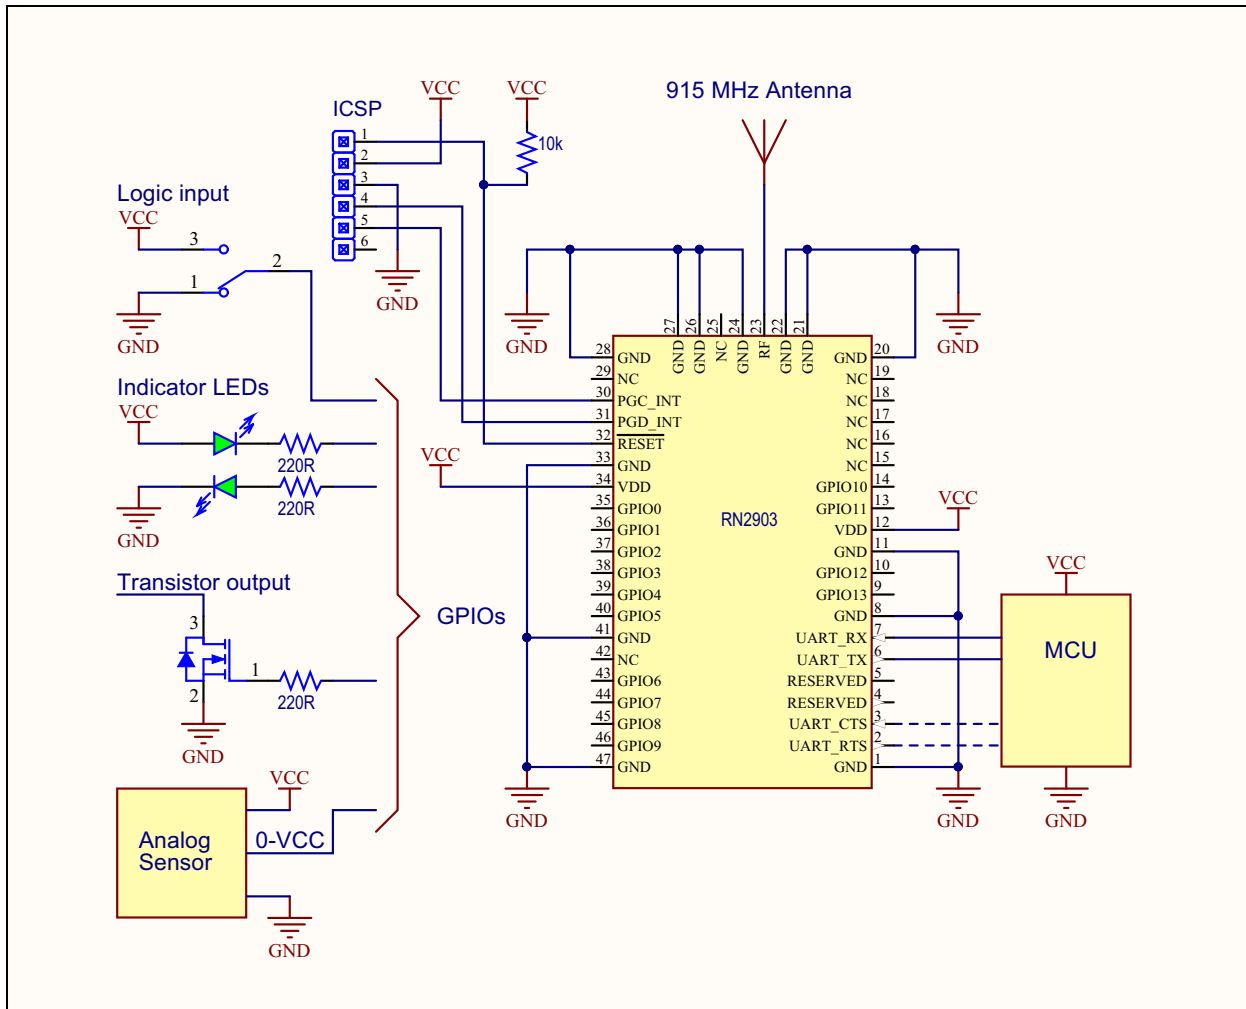 915 MHz Antenna
VCC
VCC
ICSP
1
2
3
4
5
6
10k
GND
Logic input
VCC
3
2
1
GND
Indicator LEDs
VCC
220R
220R
GND
Transistor output
3
1
2
220R
GND
VCC
Analog
Sensor
0-VCC
GND
GPIOs
GND
GND
VCC
27 26 25 24 23 22 21
GND GND NC GND RF GND GND
28 GND
29 NC
30 PGC_INT
31 PGD_INT
32 RESET
33 GND
34 VDD
35 GPIO0
36 GPIO1
37 GPIO2
38 GPIO3
39 GPIO4
40 GPIO5
41 GND
42 NC
43 GPIO6
44 GPIO7
45 GPIO8
46 GPIO9
47 GND
RN2903
GND 20
NC 19
NC 18
NC 17
NC 16
NC 15
GPIO10 14
GPIO11 13
VDD 12
GND 11
GPIO12 10
GPIO13 9
GND 8
UART_RX 7
UART_TX 6
RESERVED 5
RESERVED 4
UART_CTS 3
UART_RTS 2
GND 1
VCC
VCC
MCU
GND
GND
GND